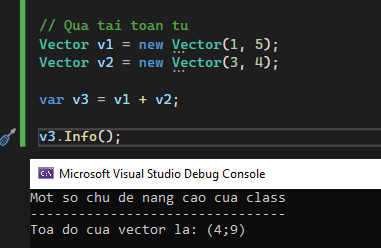 // Qua tai toan tu
Vector v1 = new Vector(1, 5);
Vector v2 = new Vector(3, 4);
var v3 = v1 + v2;
v3.Info();
Microsoft Visual Studio Debug Console
Mot so chu de nang cao cua class
--------------------------------
Toa do cua vector la: (4;9)